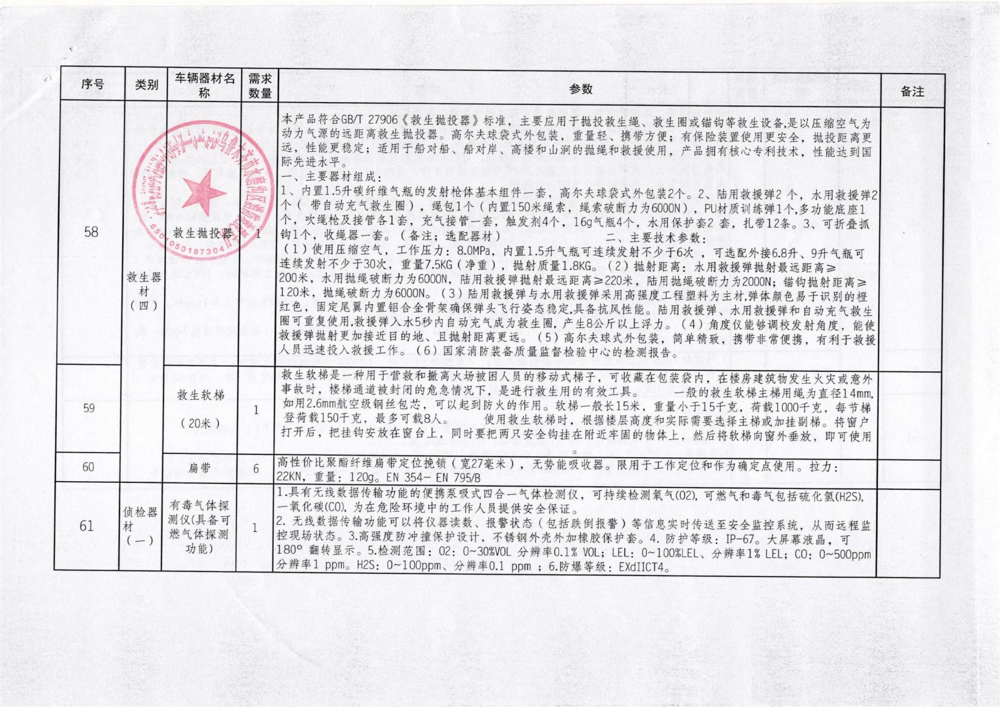 序号
类别
车辆器材名
称
需求
数量
参数
备注
58
救生器
材
（四）
救生抛投器
1
本产品符合GB/T 27906《救生抛投器》标准，主要应用于抛投救生绳、救生圈或锚钩等救生设备,是以压缩空气为
动力气源的远距离救生抛投器。高尔夫球袋式外包装，重量轻、携带方便；有保险装置使用更安全，抛投距离更
远，性能更稳定；适用于船对船、船对岸、高楼和山涧的抛绳和救援使用，产品拥有核心专利技术，性能达到国
际先进水平。
一、主要器材组成：
1、内置1.5升碳纤维气瓶的发射枪体基本组件一套，高尔夫球袋式外包装2个。2、陆用救援弹2 个，水用救援弹2
个（ 带自动充气救生圈），绳包1个（内置150米绳索，绳索破断力为6000N），PU材质训练弹1个,多功能底座1
个，吹绳枪及接管各1套，充气接管一套，触发剂4个，16g气瓶4个，水用保护套2 套，扎带12条。3、可折叠抓
钩1个，收绳器一套。（备注；选配器材） 二、主要技术参数：
（1）使用压缩空气，工作压力：8.0MPa，内置1.5升气瓶可连续发射不少于6次 ，可选配外接6.8升、9升气瓶可
连续发射不少于30次，重量7.5KG（净重），抛射质量1.8KG。（2）抛射距离：水用救援弹抛射最远距离≥
200米，水用抛绳破断力为6000N，陆用救援弹抛射最远距离≥220米，陆用抛绳破断力为2000N；锚钩抛射距离≥
120米，抛绳破断力为6000N。（3）陆用救援弹与水用救援弹采用高强度工程塑料为主材,弹体颜色易于识别的橙
红色，固定尾翼内置铝合金骨架确保弹头飞行姿态稳定,具备抗风性能。陆用救援弹、水用救援弹和自动充气救生
圈可重复使用,救援弹入水5秒内自动充气成为救生圈, 产生8公斤以上浮力。（4）角度仪能够调校发射角度，能使
救援弹抛射更加接近目的地、且抛射距离更远。（5）高尔夫球式外包装，简单精致，携带非常便携，有利于救援
人员迅速投入救援工作。（6）国家消防装备质量监督检验中心的检测报告。
6501050187304
59
救生软梯
（20米）
1
救生软梯是一种用于营救和撤离火场被困人员的移动式梯子，可收藏在包装袋内，在楼房建筑物发生火灾或意外
事故时，楼梯通道被封闭的危急情况下，是进行救生用的有效工具。 一般的救生软梯主梯用绳为直径14mm,
如用2.6mm航空级钢丝包芯，可以起到防火的作用。软梯一般长15米，重量小于15千克，荷载1000千克，每节梯
登荷载150千克，最多可载8人。 使用救生软梯时，根据楼层高度和实际需要选择主梯或加挂副梯。将窗户
打开后，把挂钩安放在窗台上，同时要把两只安全钩挂在附近牢固的物体上，然后将软梯向窗外垂放，即可使用
。
60
扁带
6
高性价比聚酯纤维扁带定位挽锁（宽27毫米），无势能吸收器。限用于工作定位和作为确定点使用。拉力：
22KN，重量：120g。EN 354- EN 795/B
61
侦检器
材
（一）
有毒气体探
测仪(具备可
燃气体探测
功能)
1
1.具有无线数据传输功能的便携泵吸式四合一气体检测仪，可持续检测氧气(O2), 可燃气和毒气包括硫化氢(H2S),
一氧化碳(CO), 为在危险环境中的工作人员提供安全保证。
2. 无线数据传输功能可以将仪器读数、报警状态（包括跌倒报警）等信息实时传送至安全监控系统，从而远程监
控现场状态。3.高强度防冲撞保护设计，不锈钢外壳外加橡胶保护套。4. 防护等级：IP-67。大屏幕液晶，可
180° 翻转显示。5.检测范围：O2：0~30%VOL 分辨率0.1% VOL；LEL：0~100%LEL、分辨率1% LEL；CO：0~500ppm
分辨率1 ppm。H2S：0~100ppm、分辨率0.1 ppm ；6.防爆等级：EXdIICT4。